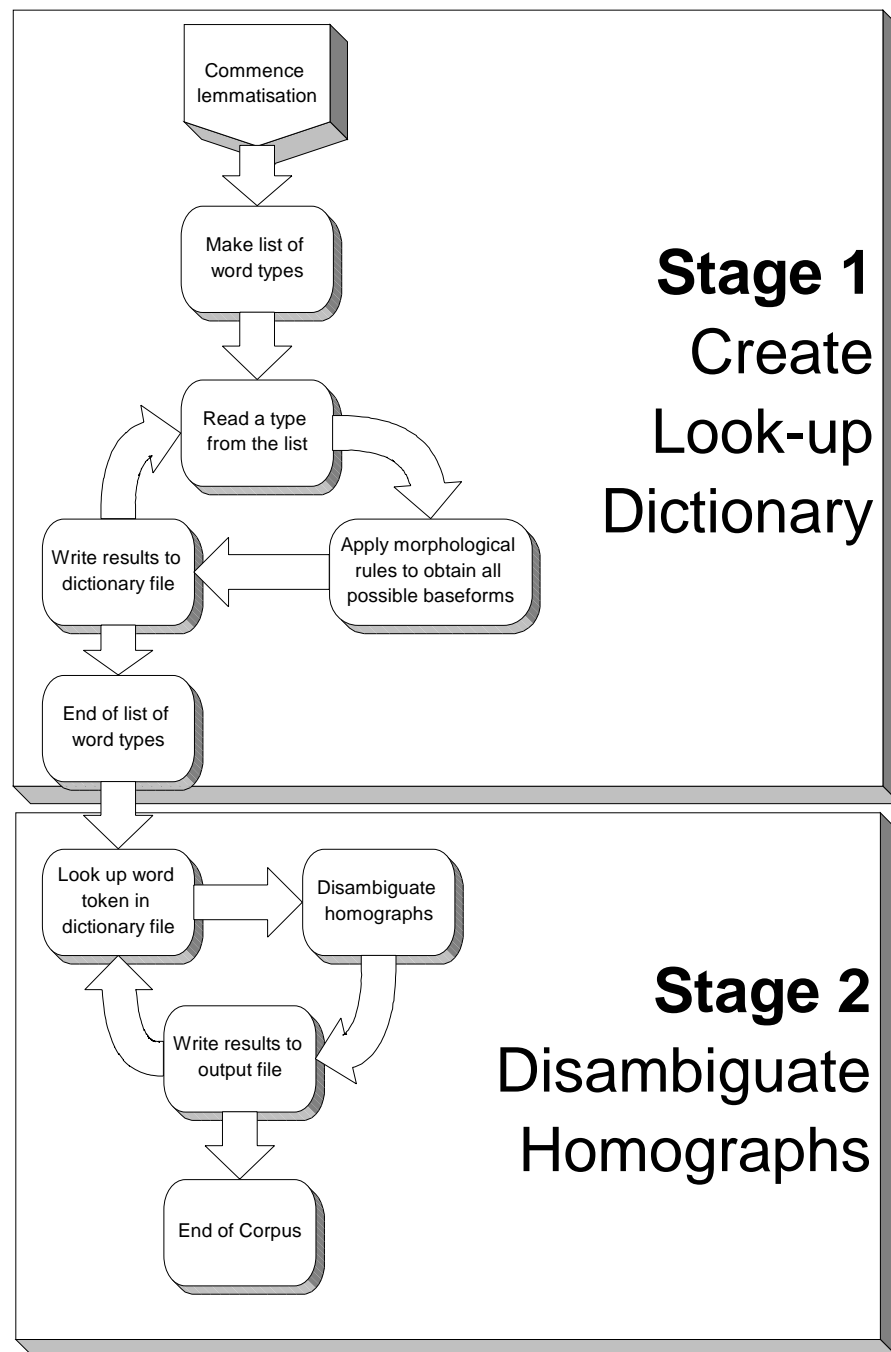 Commence
lemmatisation
Make list of
word types
Stage 1
Create
Look-up
Dictionary
Read a type
from the list
Write results to
dictionary file
Apply morphological
rules to obtain all
possible baseforms
End of list of
word types
Look up word
token in
dictionary file
Disambiguate
homographs
Stage 2
Disambiguate
Homographs
Write results to
output file
End of Corpus